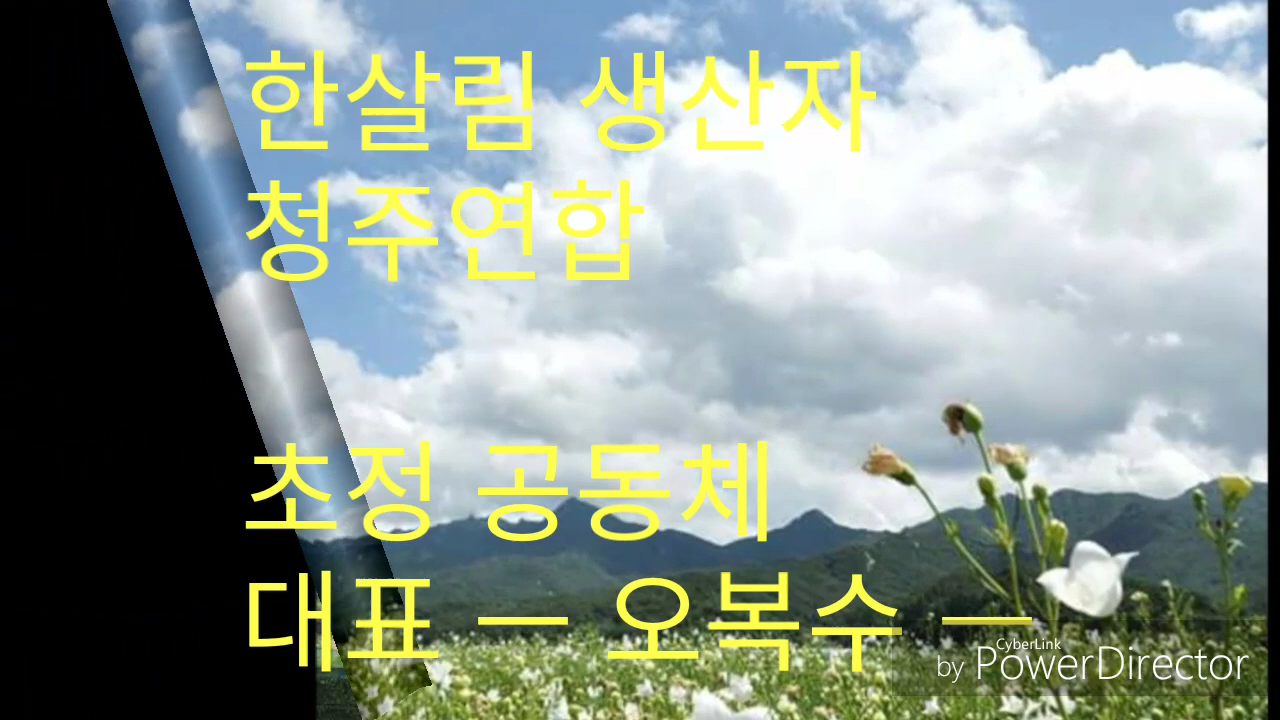 한살림 생산자
청주연합
초정 공동체
대표 ㅡ 오복수 ㅡ
CyberLink
by PowerDirector